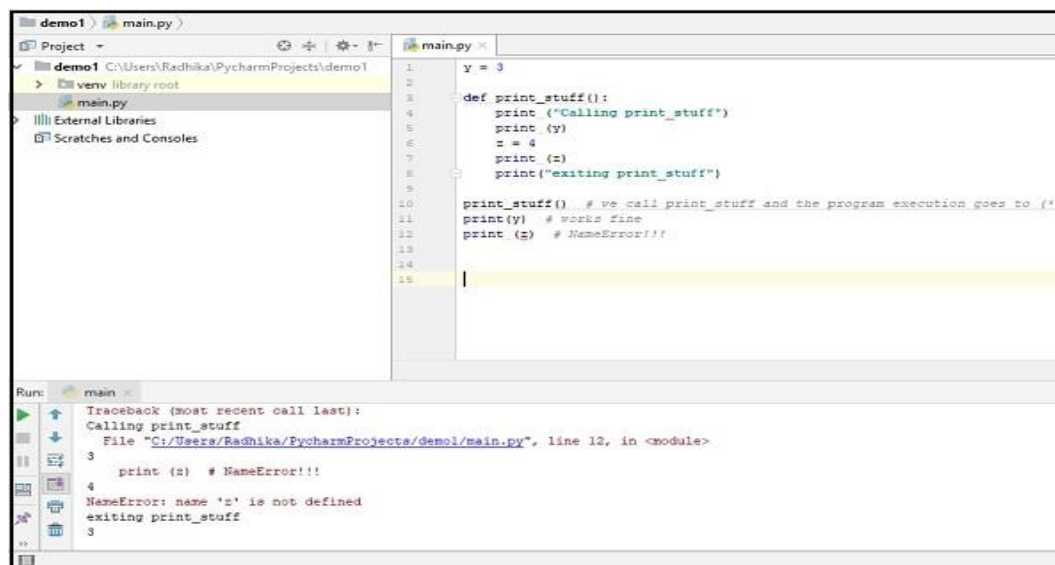 demo1 main.py
Project
demo1 C:\Users\Radhika\PycharmProjects\demo1
venv library root
main.py
External Libraries
Scratches and Consoles
main.py
1 y = 3
2
3 def print_stuff():
4 print ("Calling print_stuff")
5 print (y)
6 z = 4
7 print (z)
8 print("exiting print_stuff")
9
10 print_stuff() # we call print_stuff and the program execution goes to (*
11 print(y) # works fine
12 print (z) # NameError!!!
13
14
15
Run: main
Traceback (most recent call last):
Calling print_stuff
File "C:/Users/Radhika/PycharmProjects/demo1/main.py", line 12, in <module>
3
print (z) # NameError!!!
4
NameError: name 'z' is not defined
exiting print_stuff
3